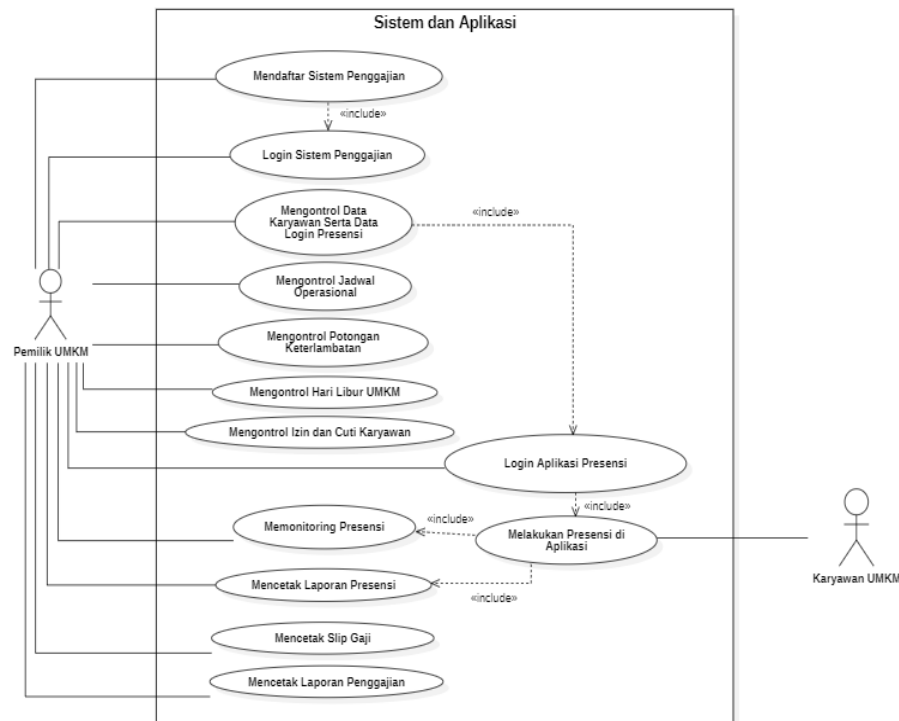 Sistem dan Aplikasi
Mendaftar Sistem Penggajian
«include»
Login Sistem Penggajian
Mengontrol Data
Karyawan Serta Data
Login Presensi
«include»
Mengontrol Jadwal
Operasional
Pemilik UMKM
Mengontrol Potongan
Keterlambatan
Mengontrol Hari Libur UMKM
Mengontrol Izin dan Cuti Karyawan
Login Aplikasi Presensi
«include»
Memonitoring Presensi
«include»
Melakukan Presensi di
Aplikasi
Karyawan UMKM
Mencetak Laporan Presensi
«include»
Mencetak Slip Gaji
Mencetak Laporan Penggajian